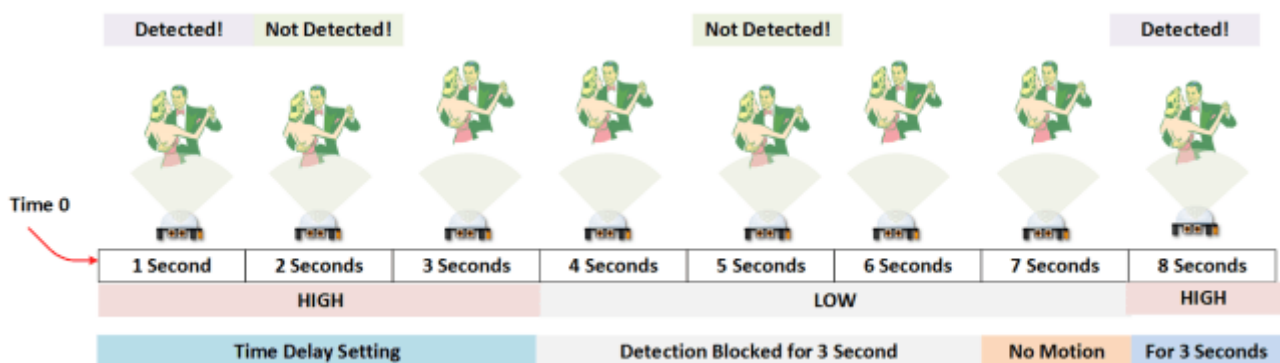 Detected! Not Detected! Not Detected! Detected!
Time 0
1 Second 2 Seconds 3 Seconds 4 Seconds 5 Seconds 6 Seconds 7 Seconds 8 Seconds
HIGH LOW HIGH
Time Delay Setting Detection Blocked for 3 Second No Motion For 3 Seconds